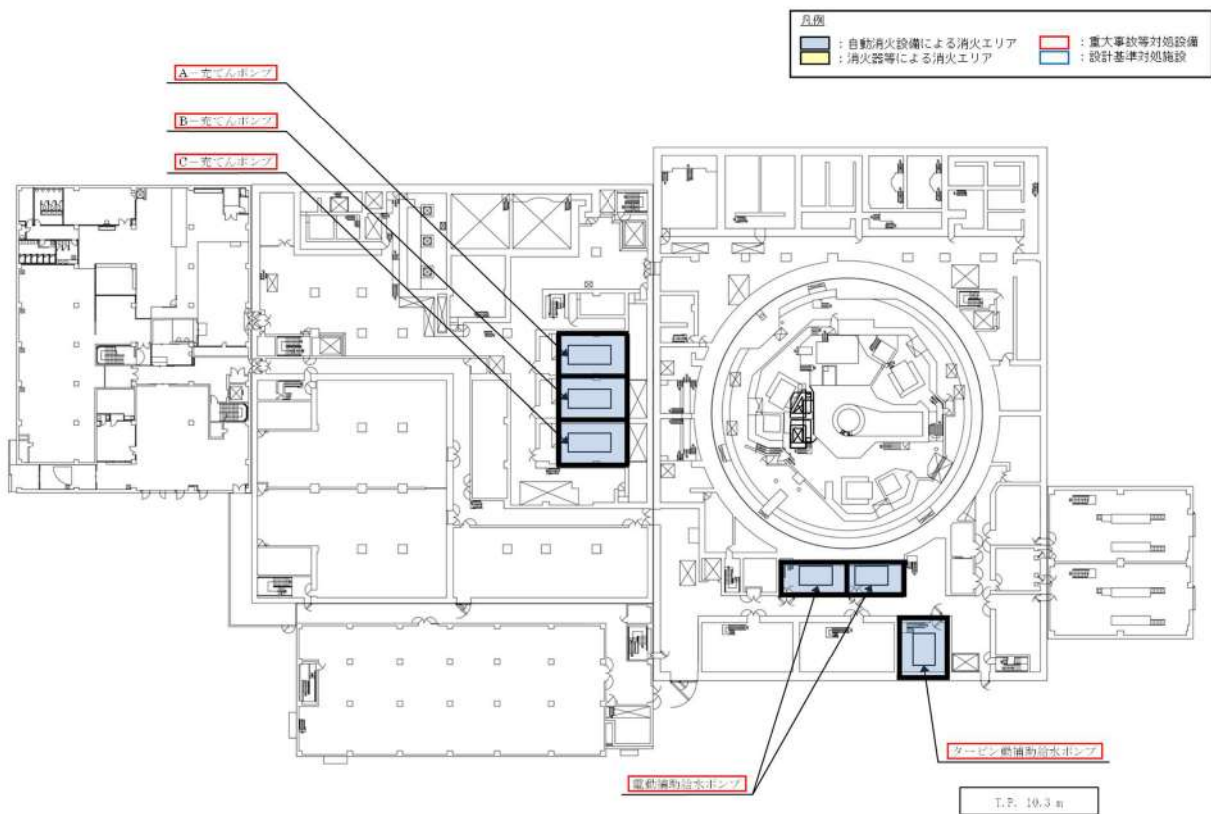 凡例
：自動消火設備による消火エリア
：重大事故等対処設備
：消火器等による消火エリア
：設計基準対処施設
A－充てんポンプ
B－充てんポンプ
C－充てんポンプ
タービン動補助給水ポンプ
電動補助給水ポンプ
T.P. 10.3 m